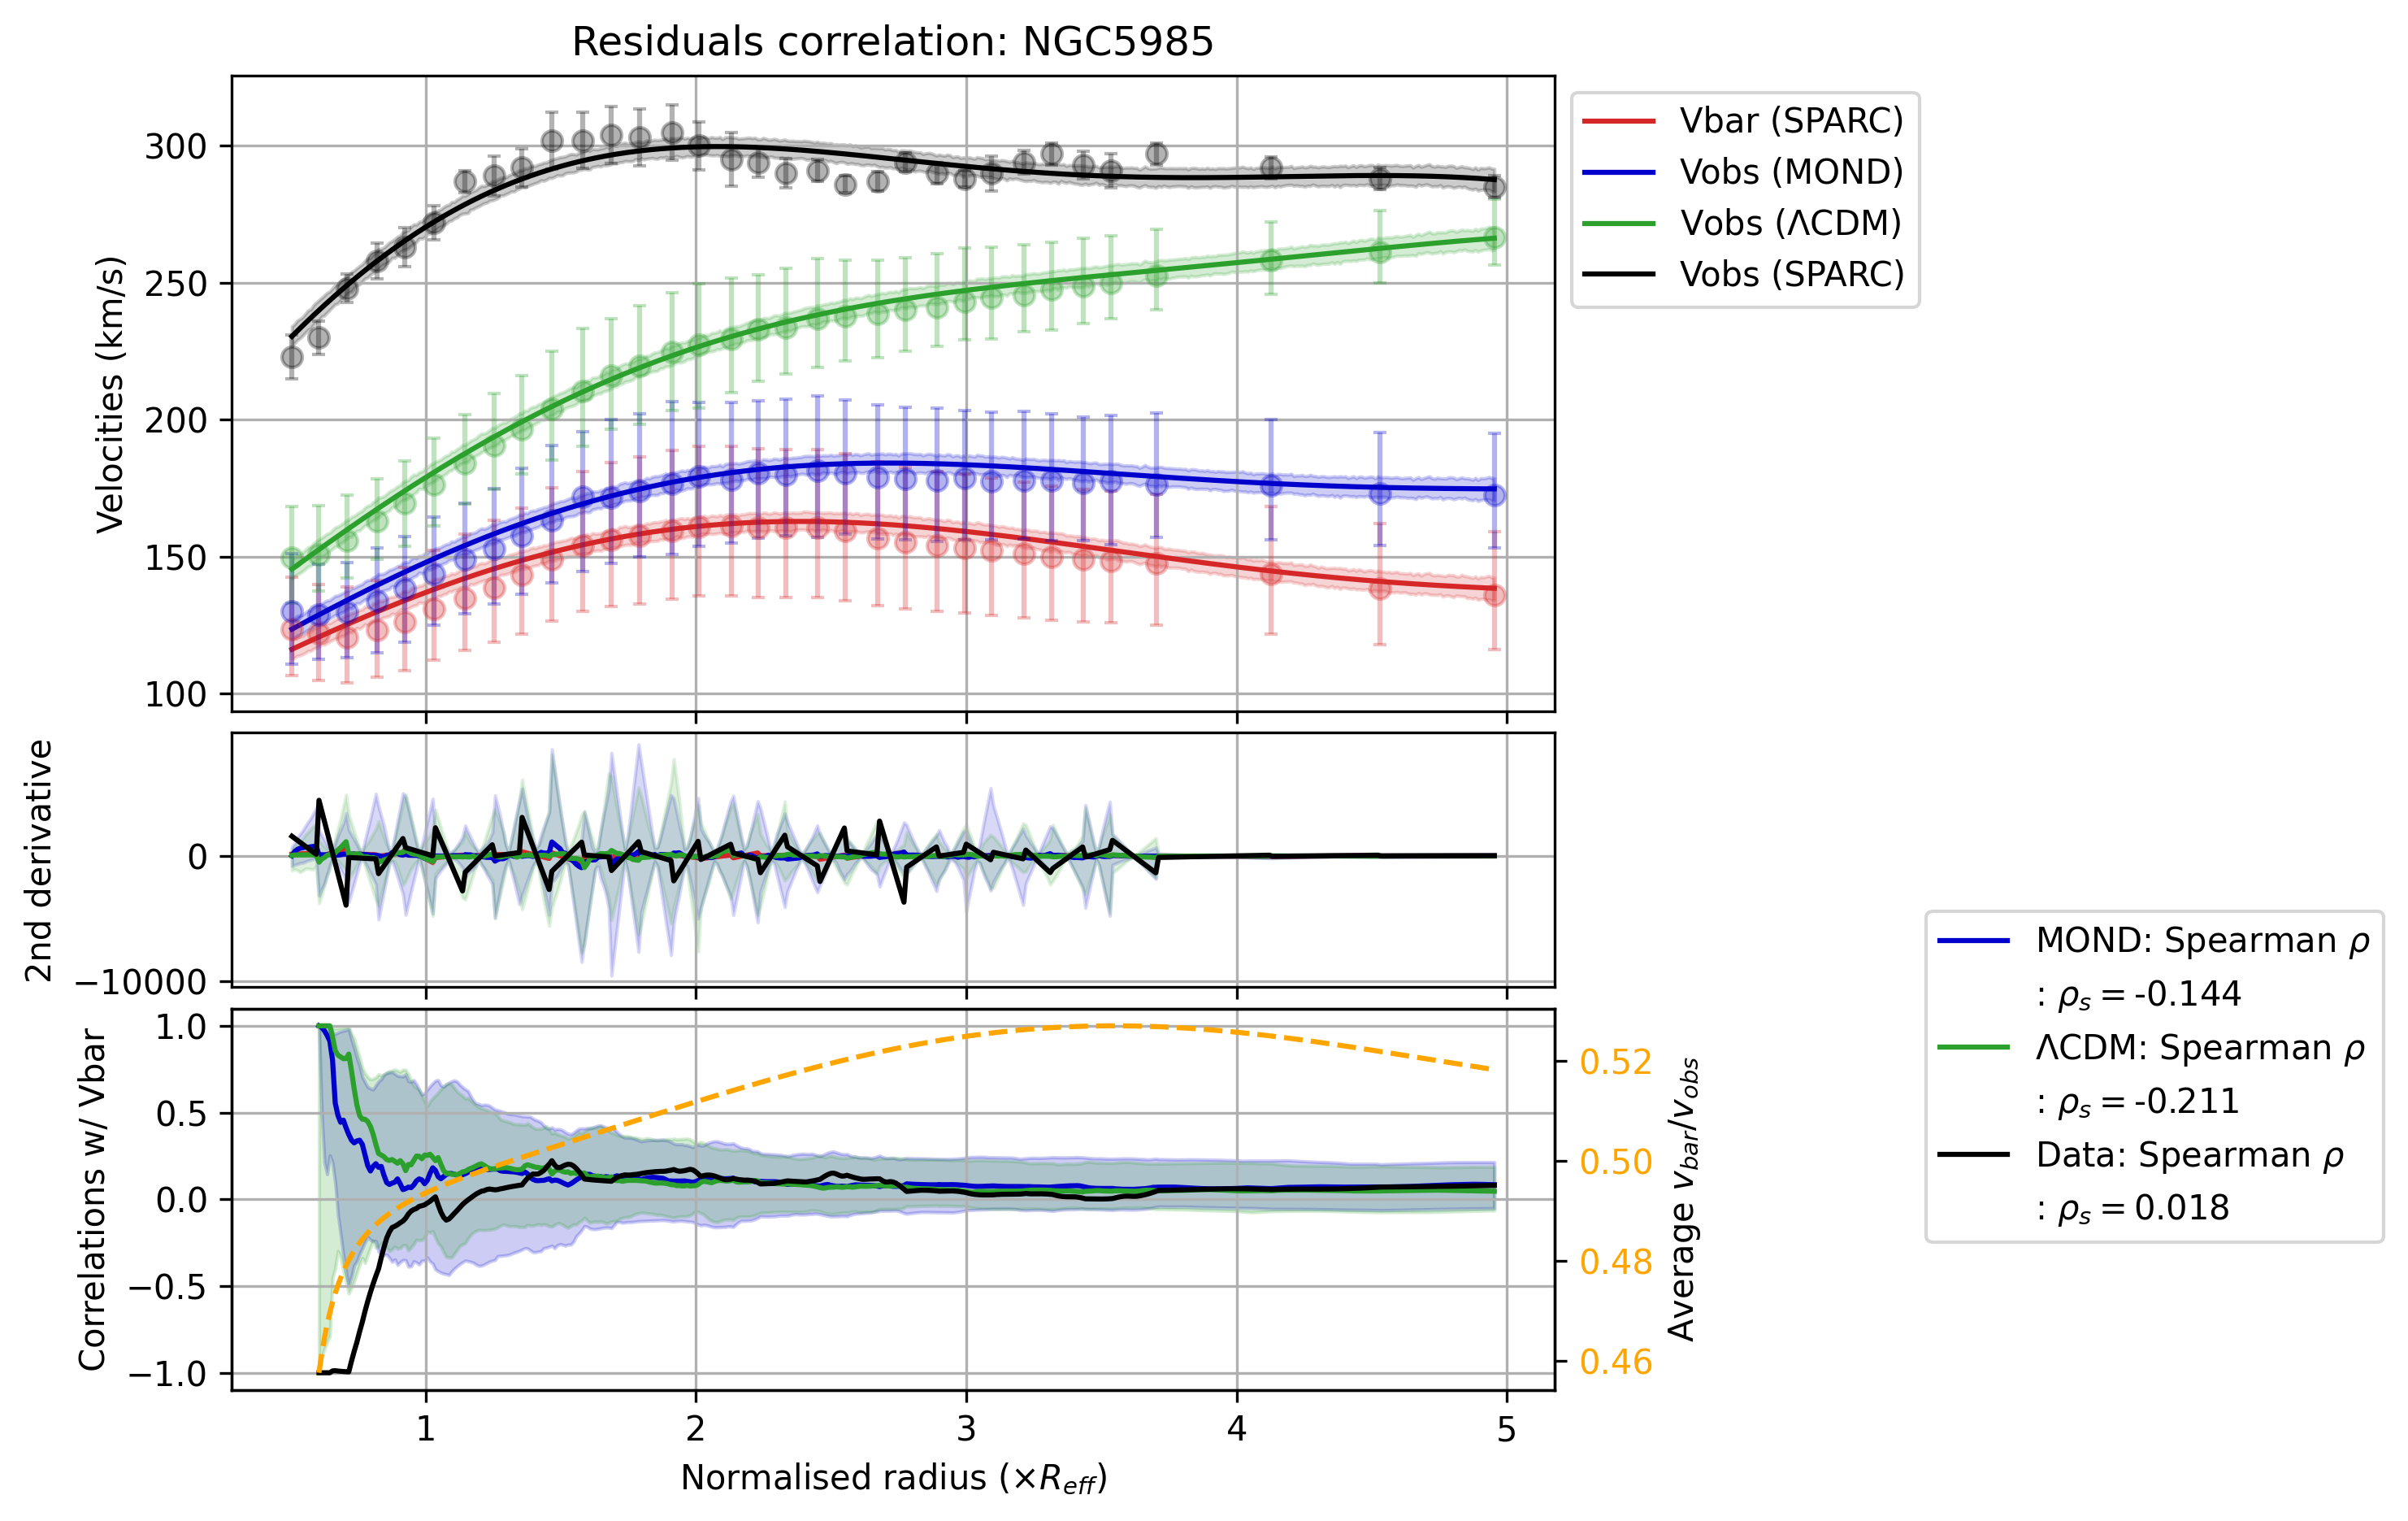 Residuals correlation: NGC5985
Velocities (km/s)
300
250
200
150
100
Vbar (SPARC)
Vobs (MOND)
Vobs (ΛCDM)
Vobs (SPARC)
2nd derivative
0
−10000
Correlations w/ Vbar
1.0
0.5
0.0
−0.5
−1.0
0.52
0.50
0.48
0.46
Average v_bar/v_obs
MOND: Spearman ρ
: ρ_s = -0.144
ΛCDM: Spearman ρ
: ρ_s = -0.211
Data: Spearman ρ
: ρ_s = 0.018
1 2 3 4 5
Normalised radius (×R_eff)